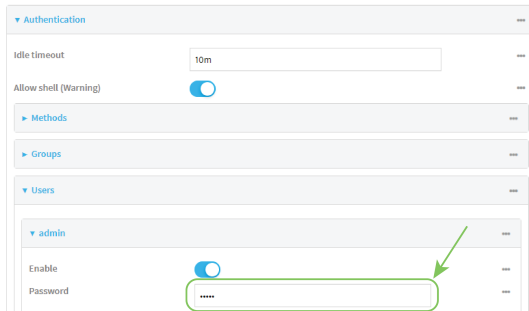 ▾ Authentication
Idle timeout
10m
Allow shell (Warning)
▸ Methods
▸ Groups
▾ Users
▾ admin
Enable
Password
•••••